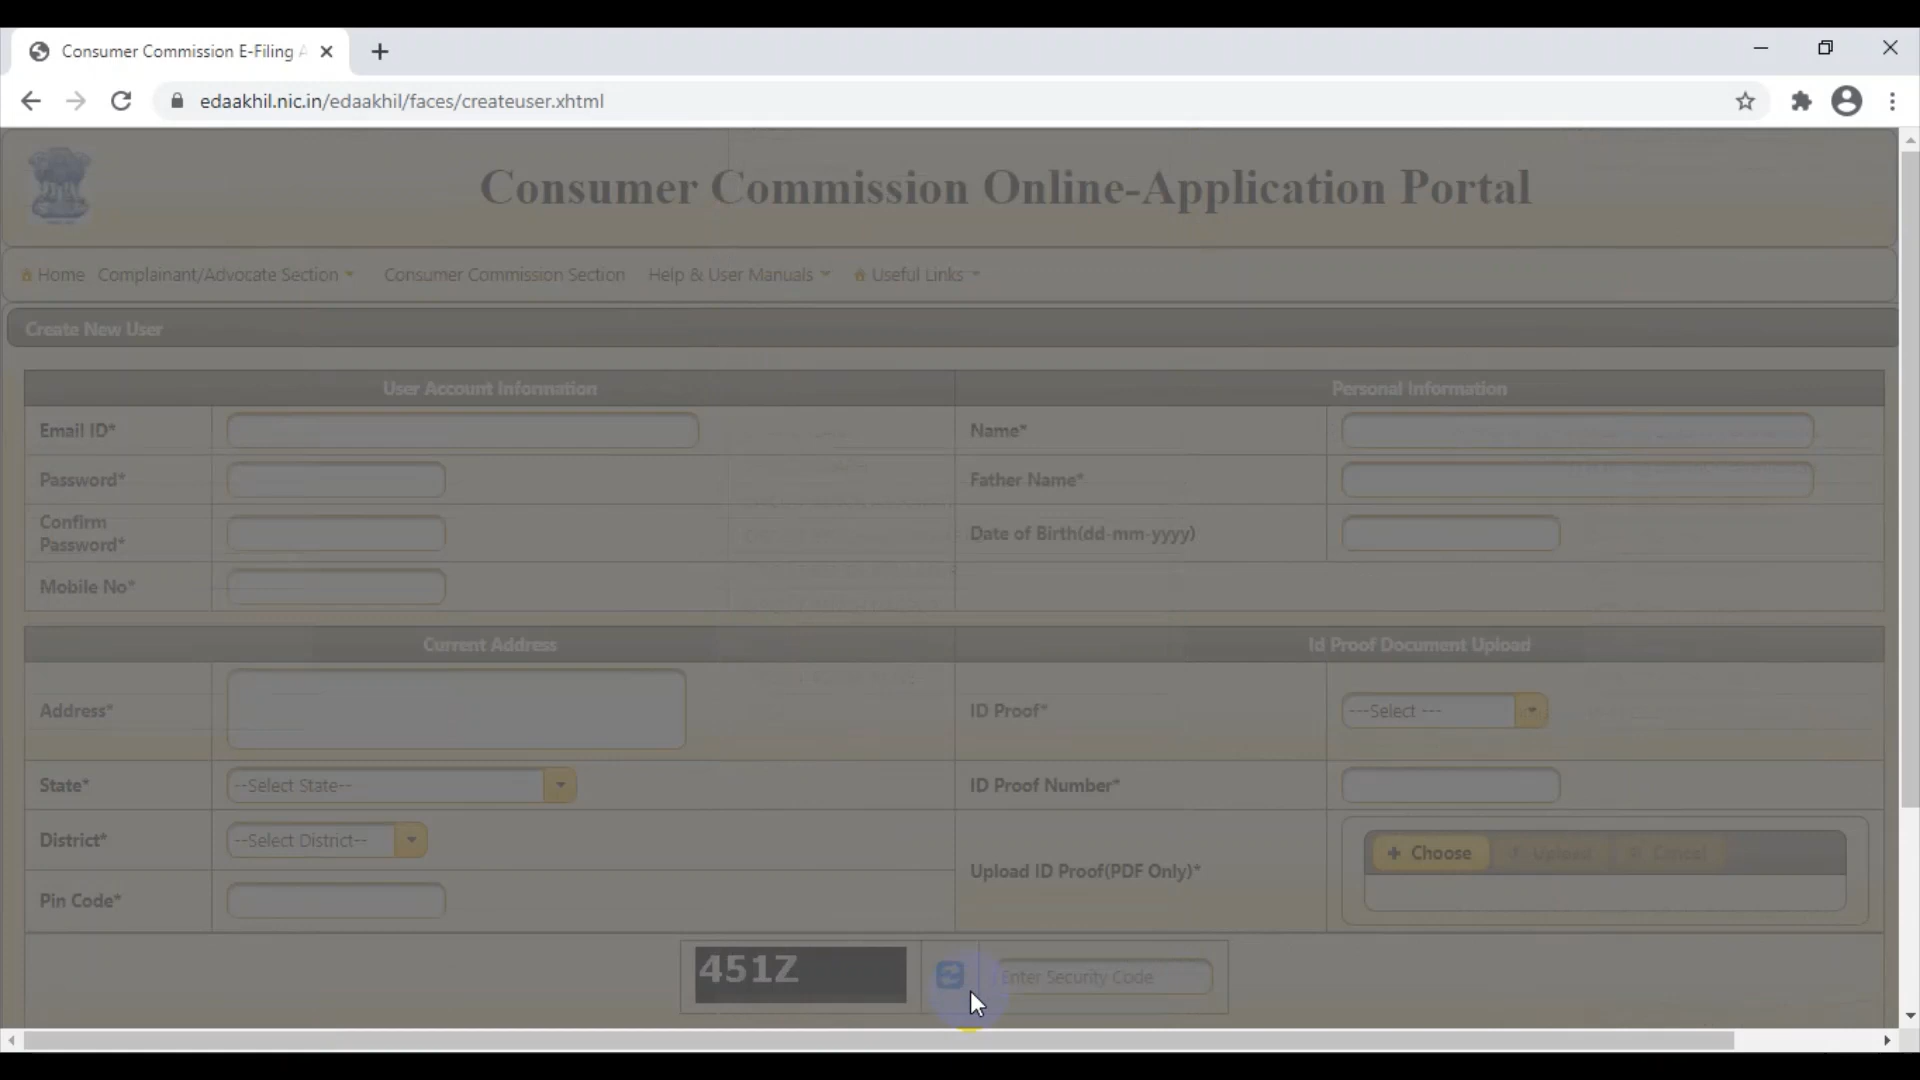 Consumer Commission E-Filing A
edaakhil.nic.in/edaakhil/faces/createuser.xhtml
Consumer Commission Online-Application Portal
Home Complainant/Advocate Section Consumer Commission Section Help & User Manuals Useful Links
Create New User
User Account Information Personal Information
Email ID* Name*
Password* Father Name*
Confirm
Password*
Date of Birth(dd-mm-yyyy)
Mobile No*
Current Address Id Proof Document Upload
Address* ID Proof* ---Select ---
State* --Select State-- ID Proof Number*
District* --Select District--
Upload ID Proof(PDF Only)* Choose Upload Cancel
Pin Code*
451Z Enter Security Code